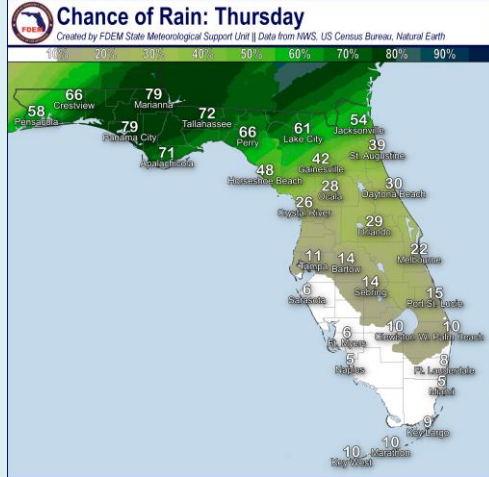 FDEM
Chance of Rain: Thursday
Created by FDEM State Meteorological Support Unit || Data from NWS, US Census Bureau, Natural Earth
10% 20% 30% 40% 50% 60% 70% 80% 90%
66
Crestview
79
Marianna
58
Pensacola
79
Panama City
72
Tallahassee
71
Apalachicola
66
Perry
61
Lake City
54
Jacksonville
39
St. Augustine
48
Horseshoe Beach
42
Gainesville
28
Ocala
30
Daytona Beach
26
Crystal River
29
Orlando
22
Melbourne
11
Tampa
14
Bartow
14
Sebring
15
Port St. Lucie
6
Sarasota
6
Ft. Myers
10
Clewiston
10
W. Palm Beach
5
Naples
8
Ft. Lauderdale
5
Miami
9
Key Largo
10
Marathon
10
Key West